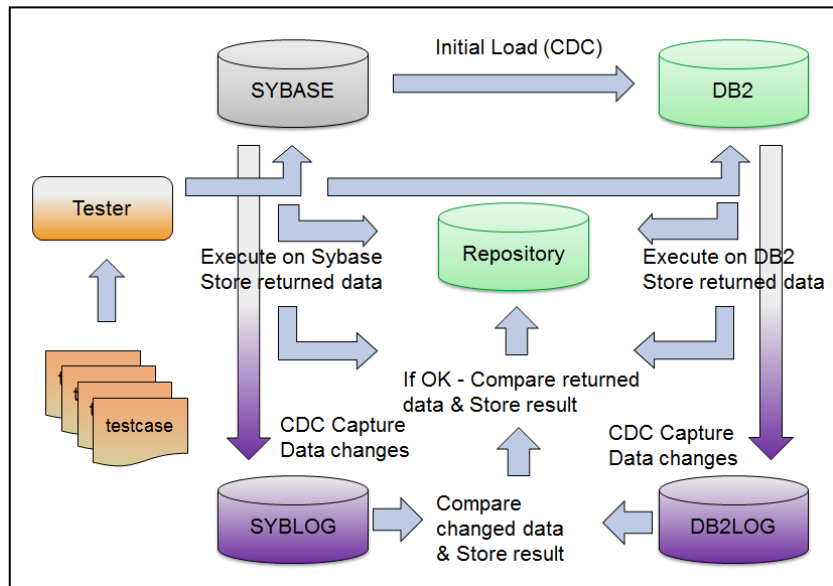 Initial Load (CDC)
SYBASE
DB2
Tester
Repository
Execute on Sybase
Store returned data
Execute on DB2
Store returned data
If OK - Compare returned
data & Store result
t
t
t
testcase
CDC Capture
Data changes
CDC Capture
Data changes
SYBLOG
Compare
changed data
& Store result
DB2LOG